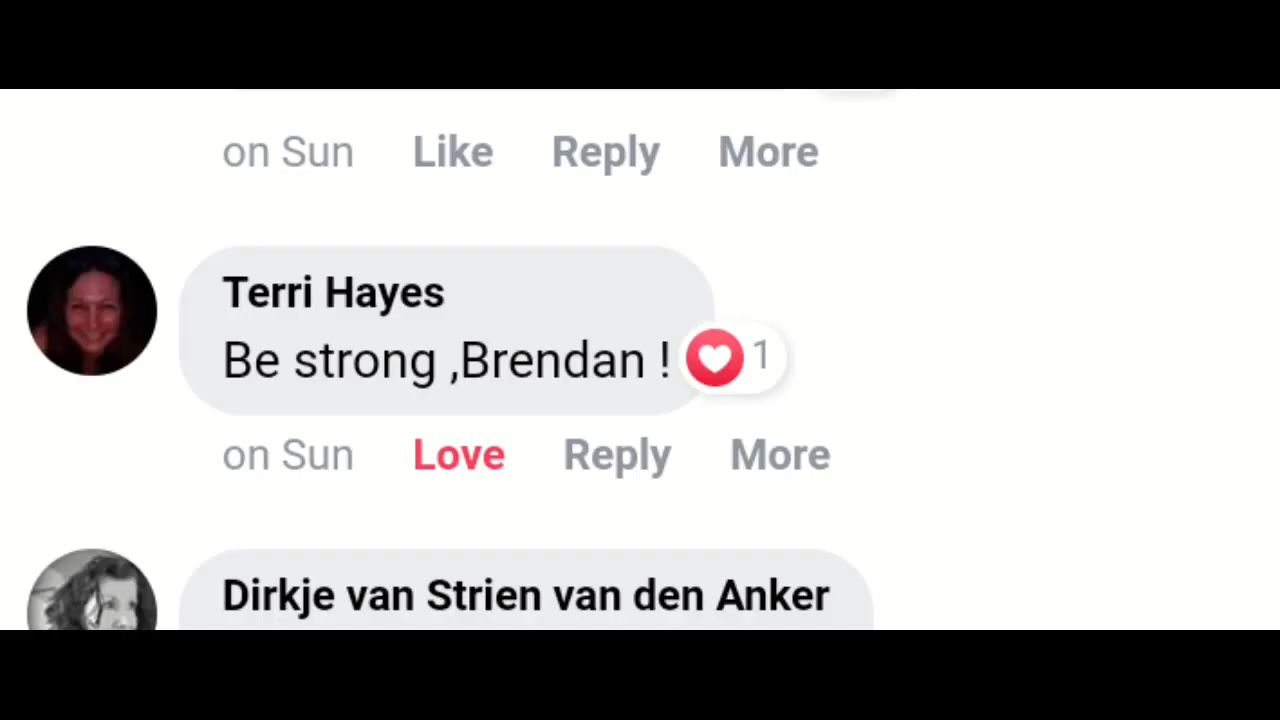 on Sun Like Reply More
Terri Hayes
Be strong ,Brendan ! 1
on Sun Love Reply More
Dirkje van Strien van den Anker